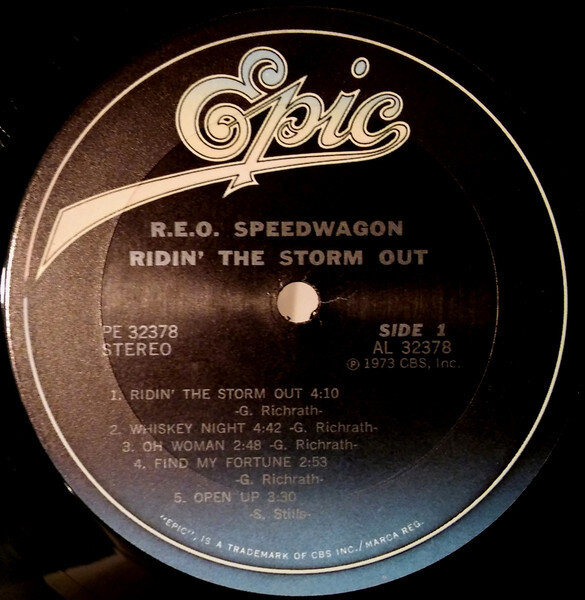 Epic
R.E.O. SPEEDWAGON
RIDIN' THE STORM OUT
PE 32378
STEREO
SIDE 1
AL 32378
℗ 1973 CBS, Inc.
1. RIDIN' THE STORM OUT 4:10
-G. Richrath-
2. WHISKEY NIGHT 4:42 -G. Richrath-
3. OH WOMAN 2:48 -G. Richrath-
4. FIND MY FORTUNE 2:53
-G. Richrath-
5. OPEN UP 3:30
-S. Stills-
"EPIC", IS A TRADEMARK OF CBS INC./MARCA REG.